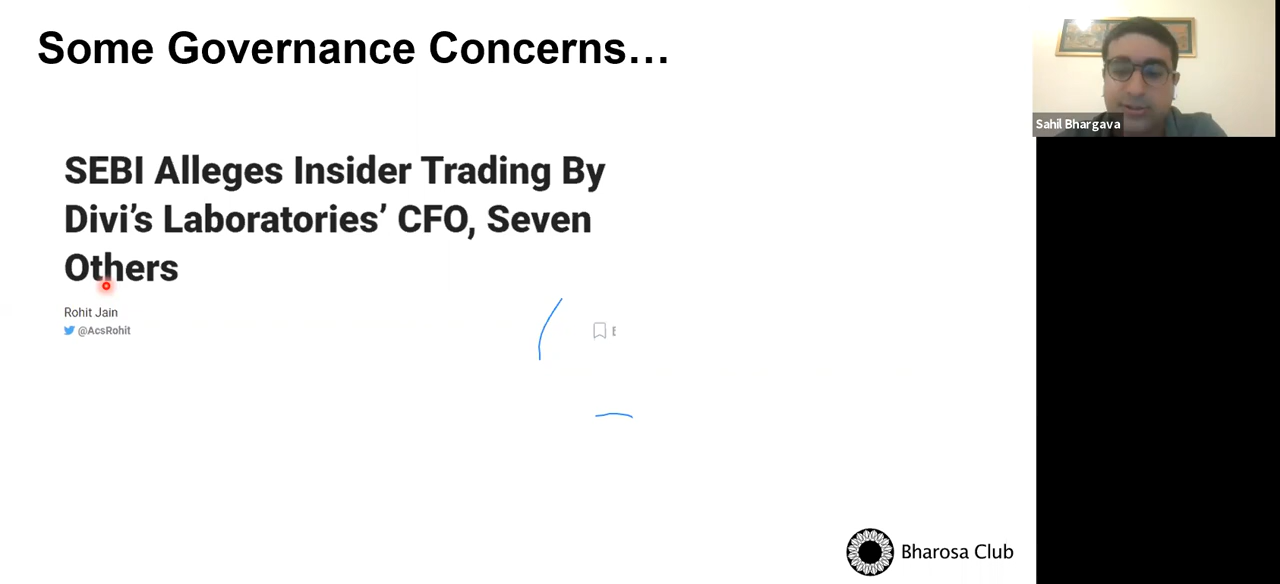 Some Governance Concerns…
Sahil Bhargava
SEBI Alleges Insider Trading By
Divi’s Laboratories’ CFO, Seven
Others
Rohit Jain
@AcsRohit
Bharosa Club